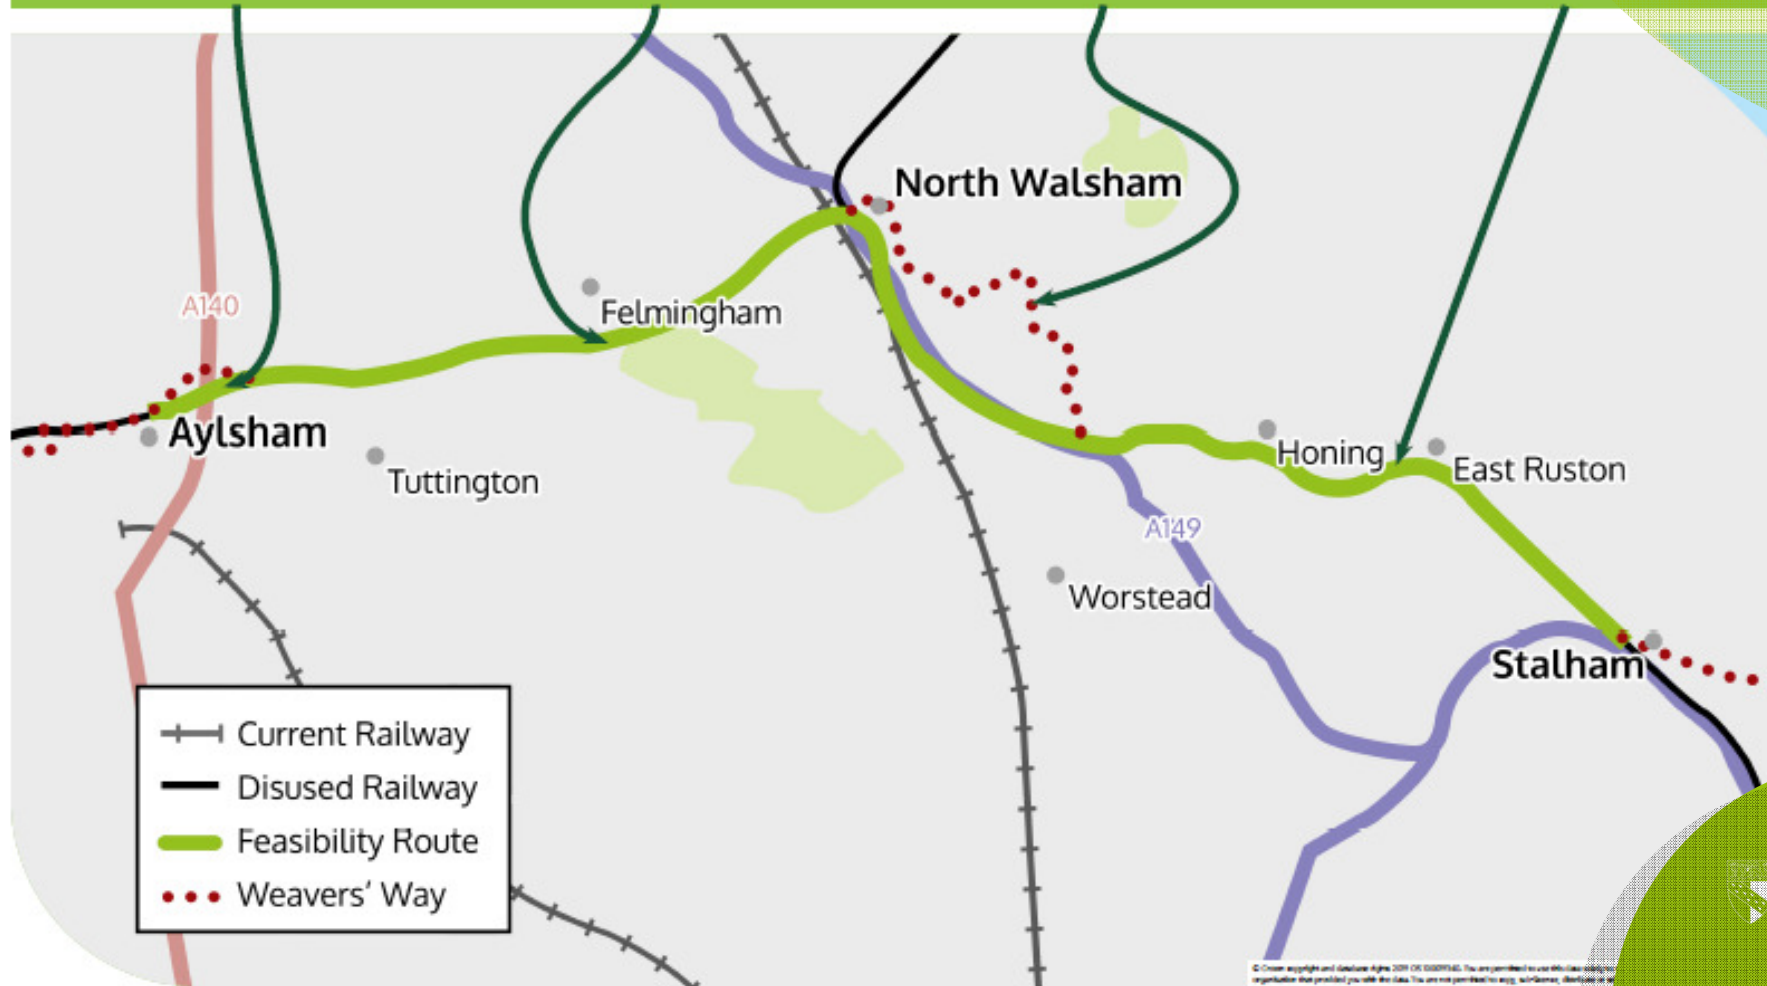 North Walsham
A140
Felmingham
Aylsham
Tuttington
Honing
East Ruston
A149
Worstead
Stalham
Current Railway
Disused Railway
Feasibility Route
Weavers' Way